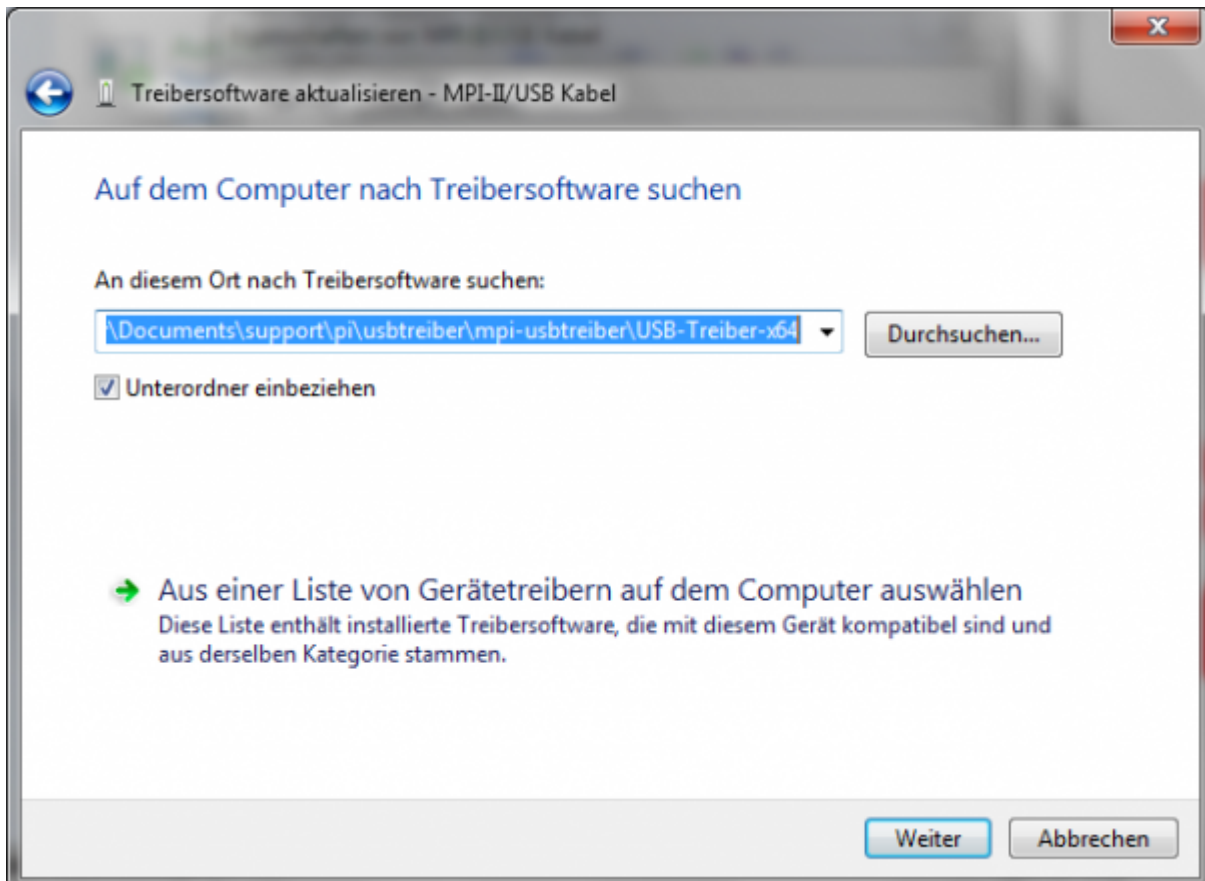 Treibersoftware aktualisieren - MPI-II/USB Kabel
Auf dem Computer nach Treibersoftware suchen
An diesem Ort nach Treibersoftware suchen:
\Documents\support\pi\usbtreiber\mpi-usbtreiber\USB-Treiber-x64
Durchsuchen...
Unterordner einbeziehen
Aus einer Liste von Gerätetreibern auf dem Computer auswählen
Diese Liste enthält installierte Treibersoftware, die mit diesem Gerät kompatibel sind und
aus derselben Kategorie stammen.
Weiter
Abbrechen